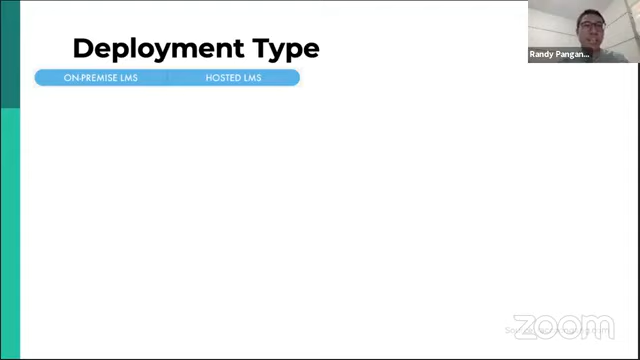 Deployment Type
ON-PREMISE LMS
HOSTED LMS
Randy Pangan...
zoom